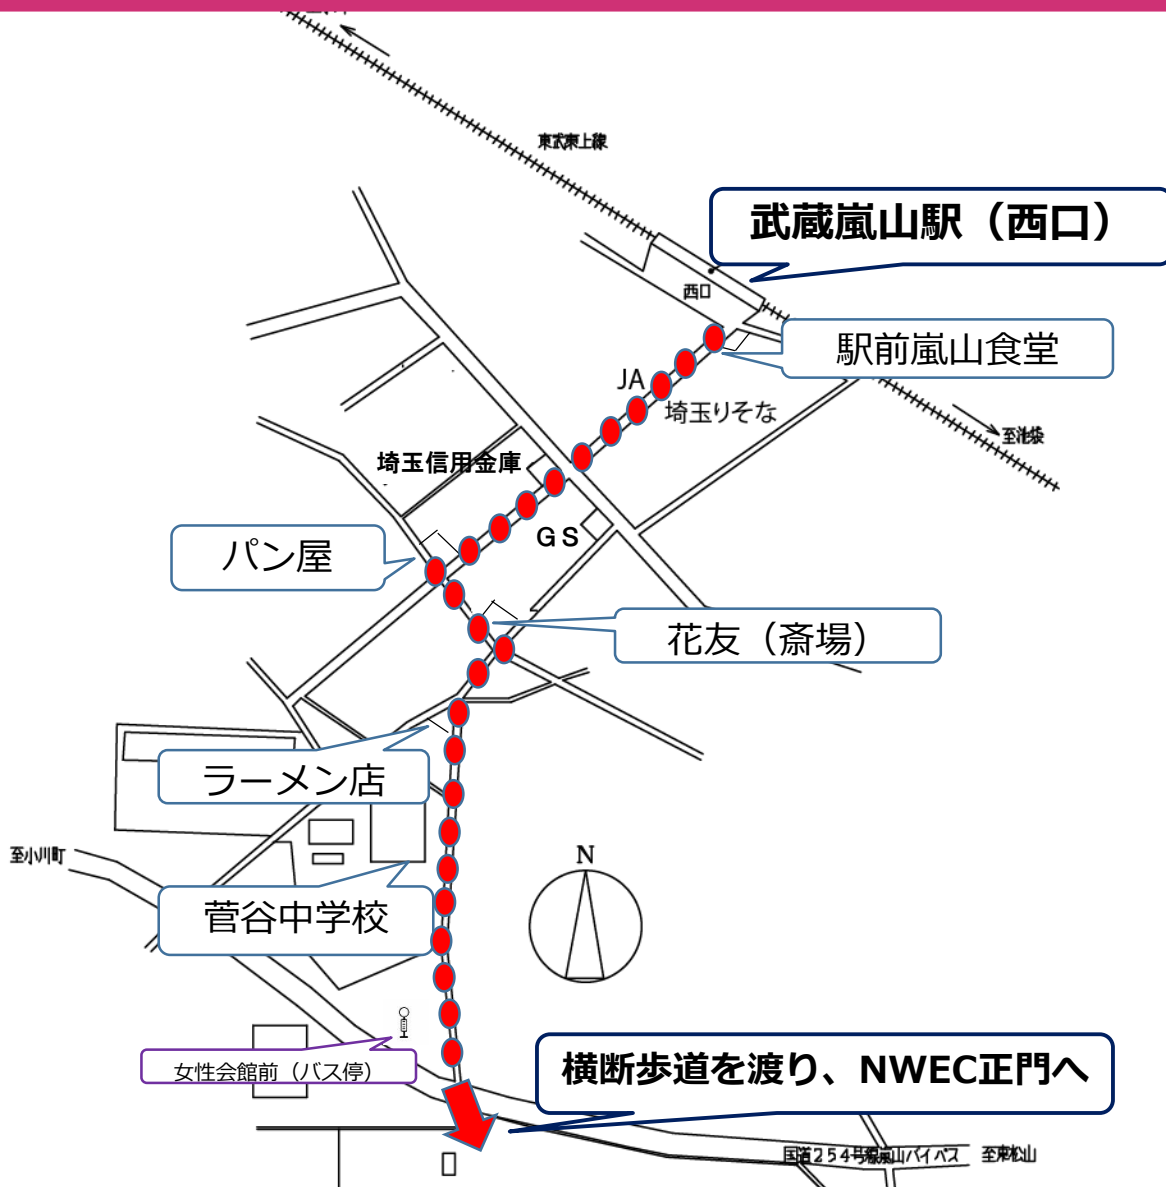 東武東上線
武蔵嵐山駅（西口）
西口
駅前嵐山食堂
JA
埼玉りそな
至池袋
埼玉信用金庫
ＧＳ
パン屋
花友（斎場）
ラーメン店
至小川町
N
菅谷中学校
女性会館前（バス停）
横断歩道を渡り、NWEC正門へ
国道２５４号線嵐山バイパス
至東松山